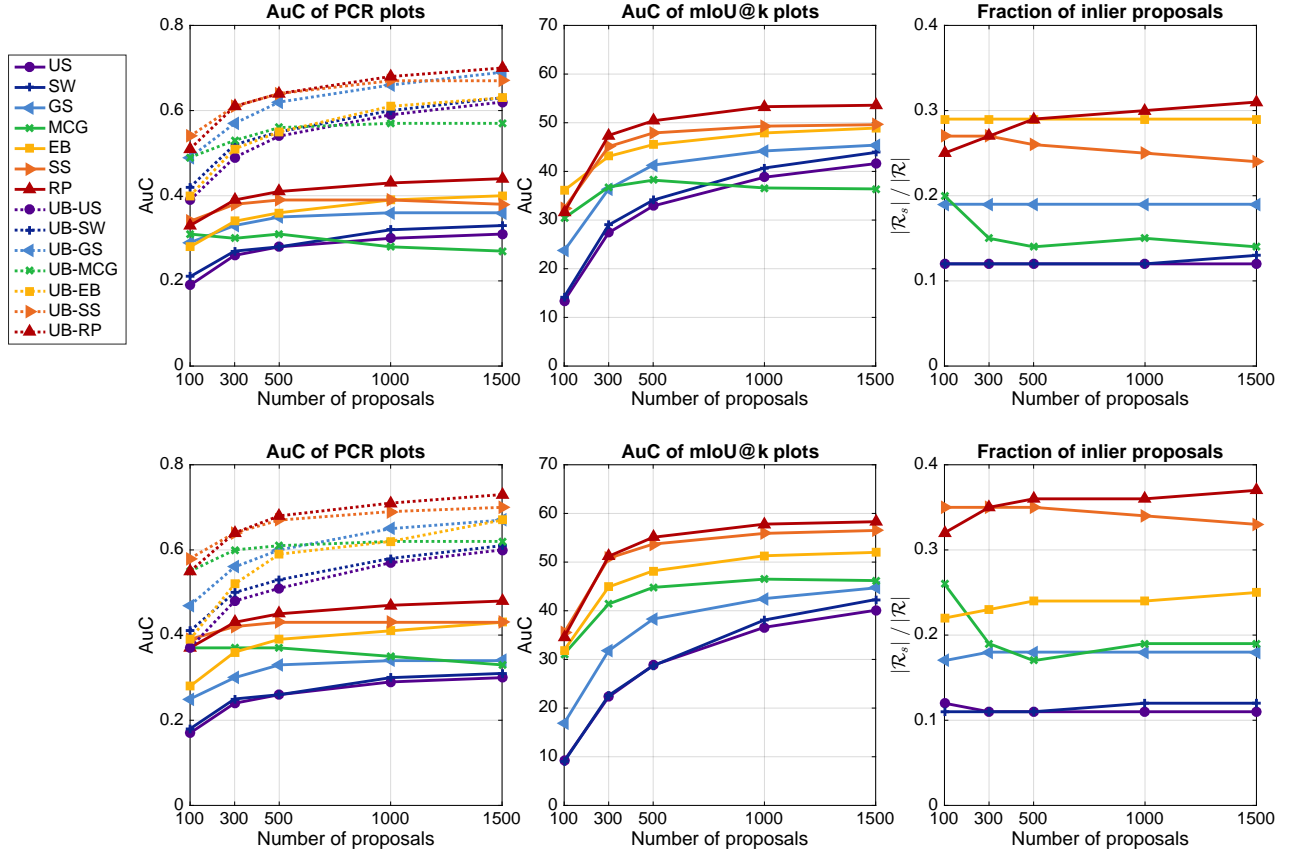 AuC of PCR plots
AuC of mIoU@k plots
Fraction of inlier proposals
US
SW
GS
MCG
EB
SS
RP
UB-US
UB-SW
UB-GS
UB-MCG
UB-EB
UB-SS
UB-RP
AuC
0.8
0.6
0.4
0.2
0
100 300 500 1000 1500
Number of proposals
AuC
70
60
50
40
30
20
10
0
100 300 500 1000 1500
Number of proposals
|ℛₛ| / |ℛ|
0.4
0.3
0.2
0.1
0
100 300 500 1000 1500
Number of proposals
AuC of PCR plots
AuC of mIoU@k plots
Fraction of inlier proposals
AuC
0.8
0.6
0.4
0.2
0
100 300 500 1000 1500
Number of proposals
AuC
70
60
50
40
30
20
10
0
100 300 500 1000 1500
Number of proposals
|ℛₛ| / |ℛ|
0.4
0.3
0.2
0.1
0
100 300 500 1000 1500
Number of proposals